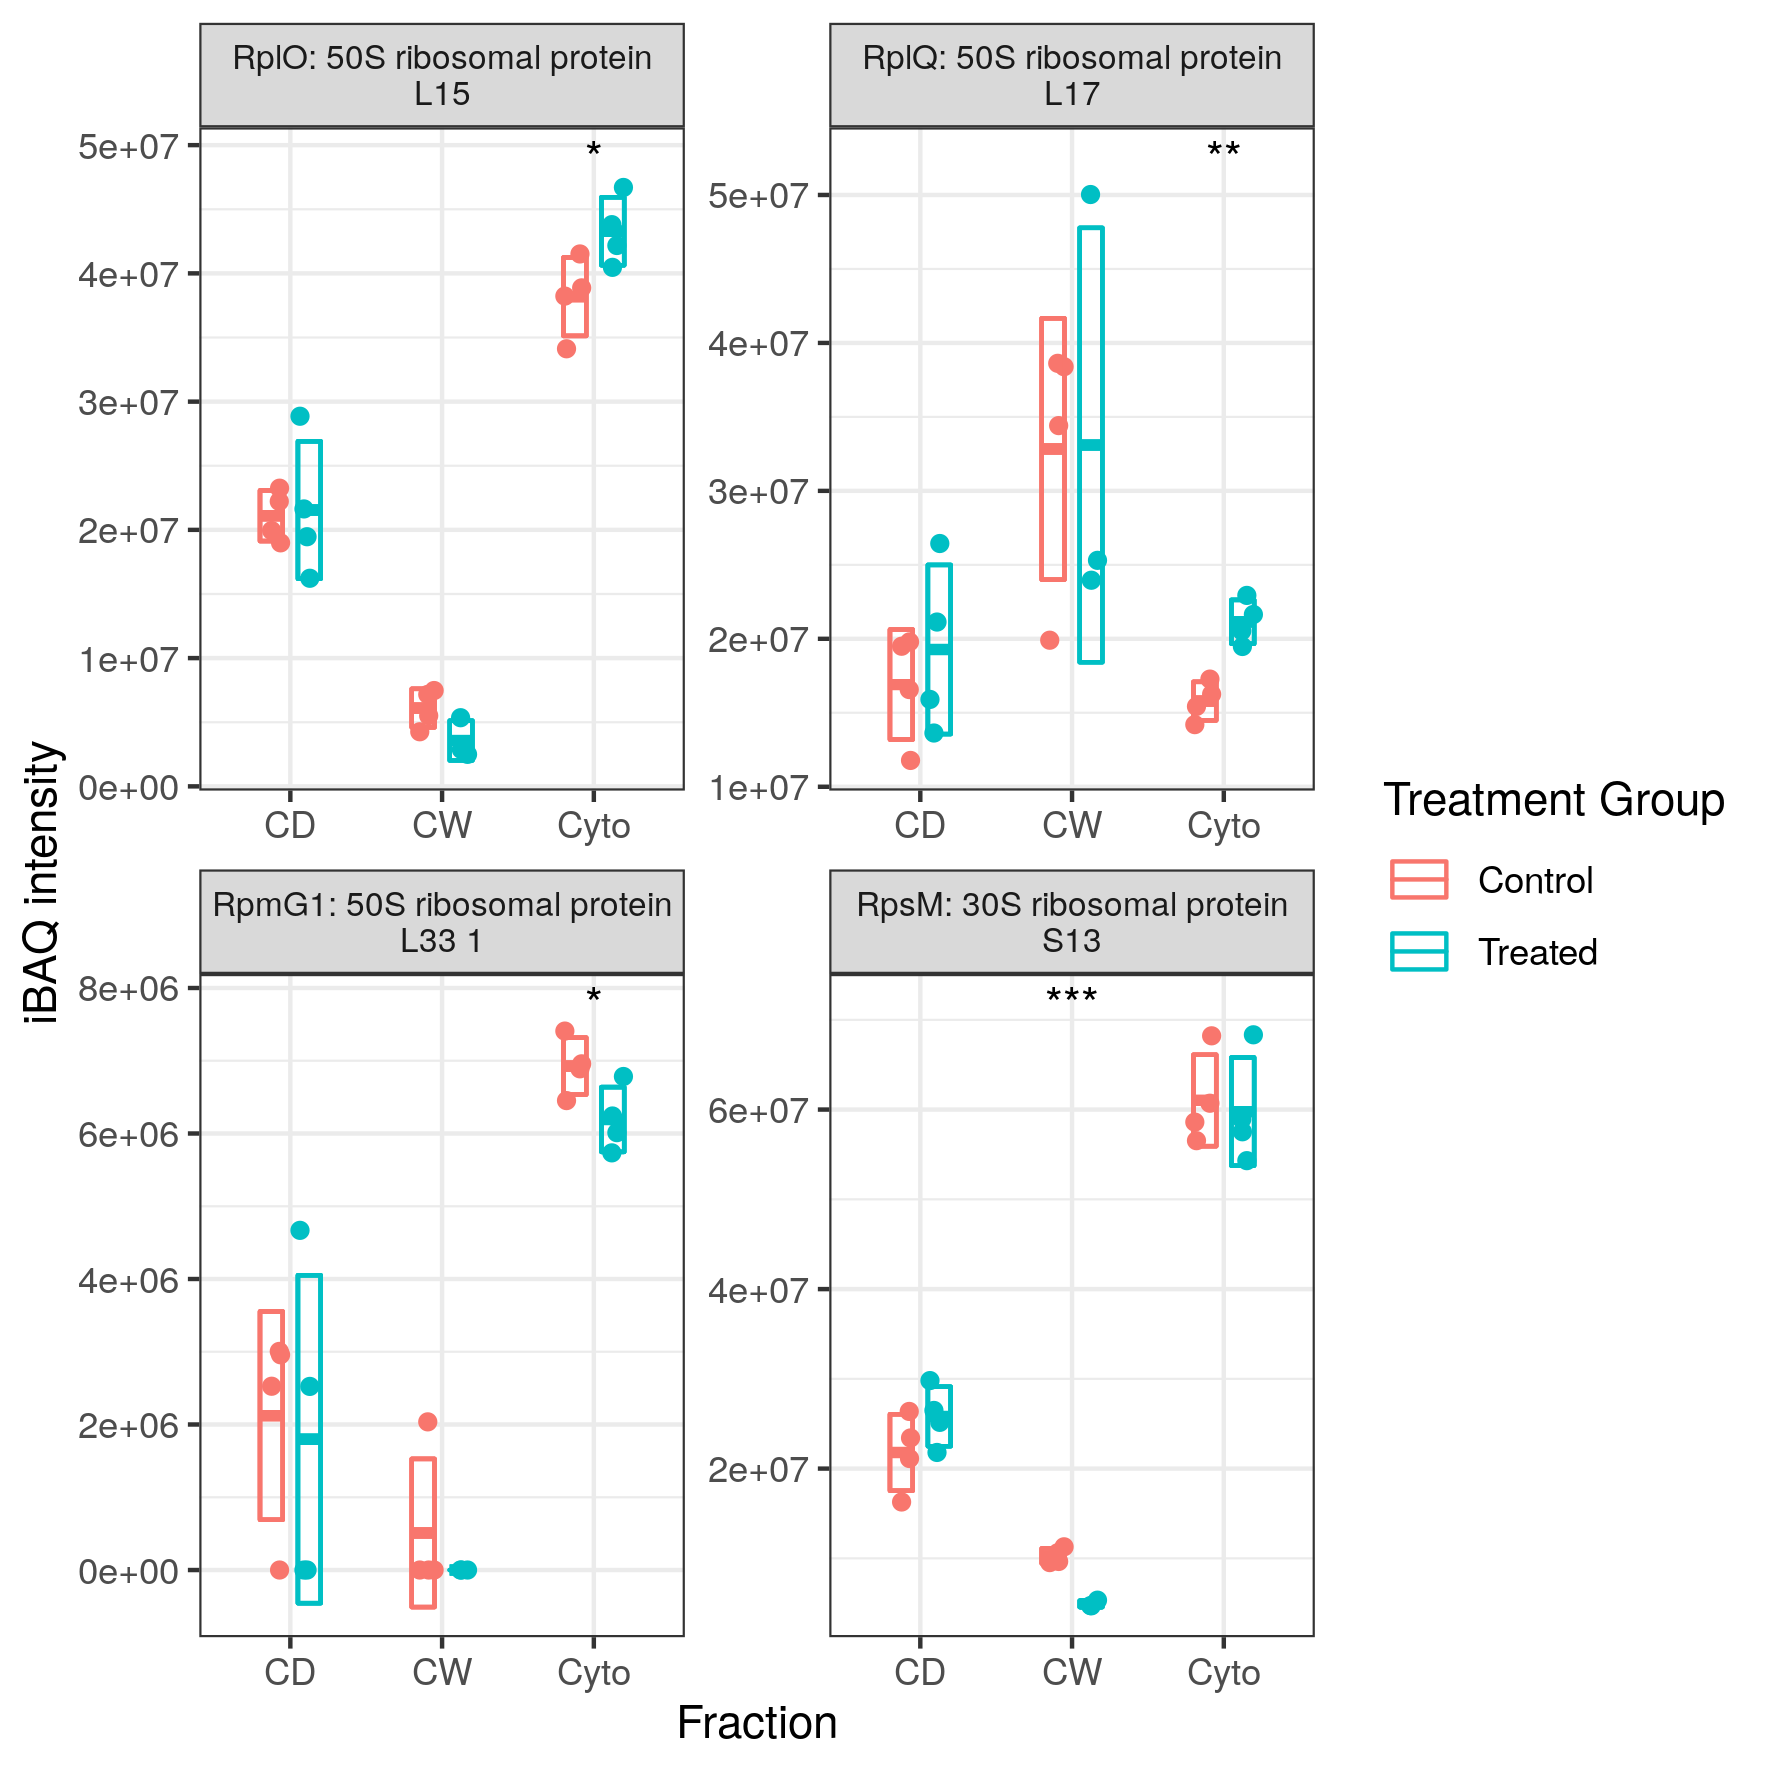 RplO: 50S ribosomal protein
L15
RplQ: 50S ribosomal protein
L17
5e+07
4e+07
3e+07
2e+07
1e+07
0e+00
*
CD CW Cyto
5e+07
4e+07
3e+07
2e+07
1e+07
**
CD CW Cyto
RpmG1: 50S ribosomal protein
L33 1
RpsM: 30S ribosomal protein
S13
8e+06
6e+06
4e+06
2e+06
0e+00
*
CD CW Cyto
6e+07
4e+07
2e+07
***
CD CW Cyto
iBAQ intensity
Fraction
Treatment Group
Control
Treated